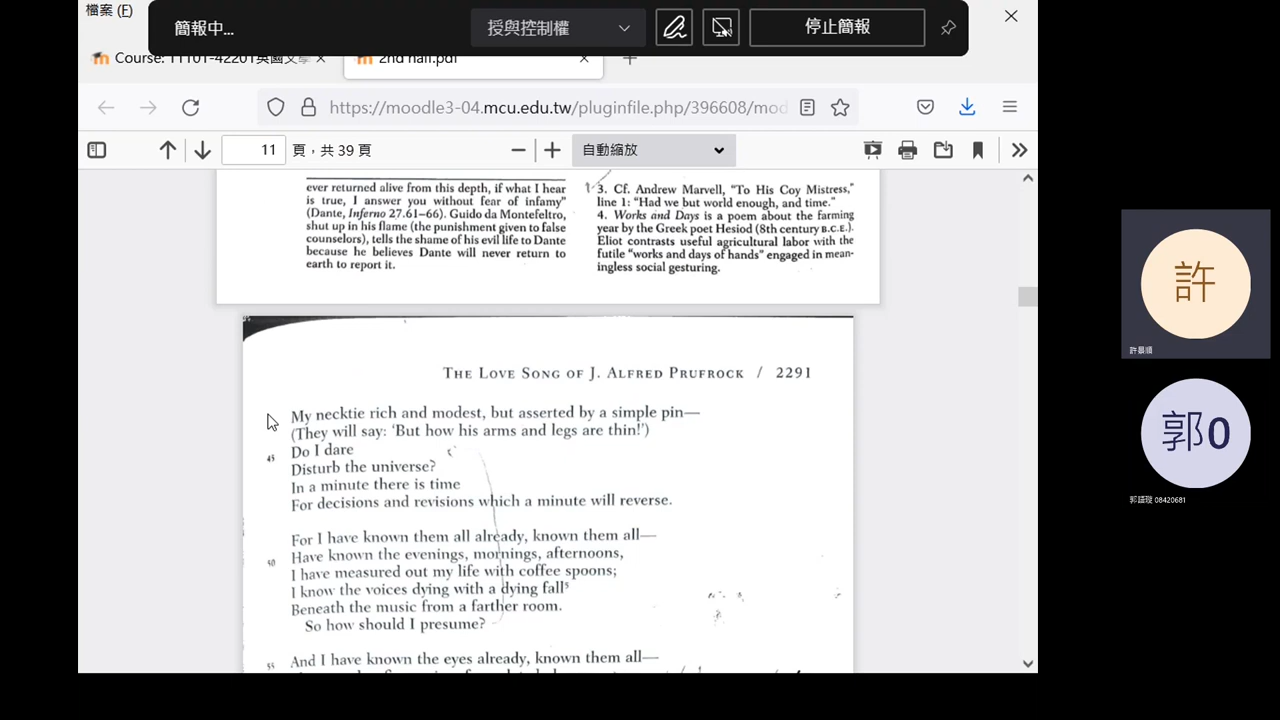 檔案 (F)
簡報中...
授與控制權
停止簡報
Course: 11101-42201英國文學
2nd half.pdf
https://moodle3-04.mcu.edu.tw/pluginfile.php/396608/mod
11 頁，共 39 頁
自動縮放
ever returned alive from this depth, if what I hear
is true, I answer you without fear of infamy”
(Dante, Inferno 27.61–66). Guido da Montefeltro,
shut up in his flame (the punishment given to false
counselors), tells the shame of his evil life to Dante
because he believes Dante will never return to
earth to report it.
3. Cf. Andrew Marvell, “To His Coy Mistress,”
line 1: “Had we but world enough, and time.”
4. Works and Days is a poem about the farming
year by the Greek poet Hesiod (8th century B.C.E.).
Eliot contrasts useful agricultural labor with the
futile “works and days of hands” engaged in mean-
ingless social gesturing.
THE LOVE SONG OF J. ALFRED PRUFROCK / 2291
My necktie rich and modest, but asserted by a simple pin—
(They will say: ‘But how his arms and legs are thin!’)
45 Do I dare
Disturb the universe?
In a minute there is time
For decisions and revisions which a minute will reverse.
For I have known them all already, known them all—
50 Have known the evenings, mornings, afternoons,
I have measured out my life with coffee spoons;
I know the voices dying with a dying fall5
Beneath the music from a farther room.
So how should I presume?
55 And I have known the eyes already, known them all—
許
許景順
郭0
08420681